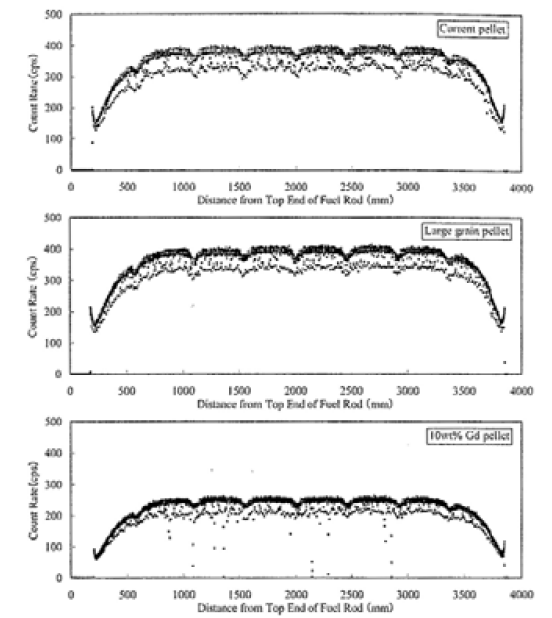 500
Current pellet
400
300
200
100
0
Count Rate (cps)
0 500 1000 1500 2000 2500 3000 3500 4000
Distance from Top End of Fuel Rod (mm)
500
Large grain pellet
400
300
200
100
0
Count Rate (cps)
0 500 1000 1500 2000 2500 3000 3500 4000
Distance from Top End of Fuel Rod (mm)
500
10wt% Gd pellet
400
300
200
100
0
Count Rate (cps)
0 500 1000 1500 2000 2500 3000 3500 4000
Distance from Top End of Fuel Rod (mm)